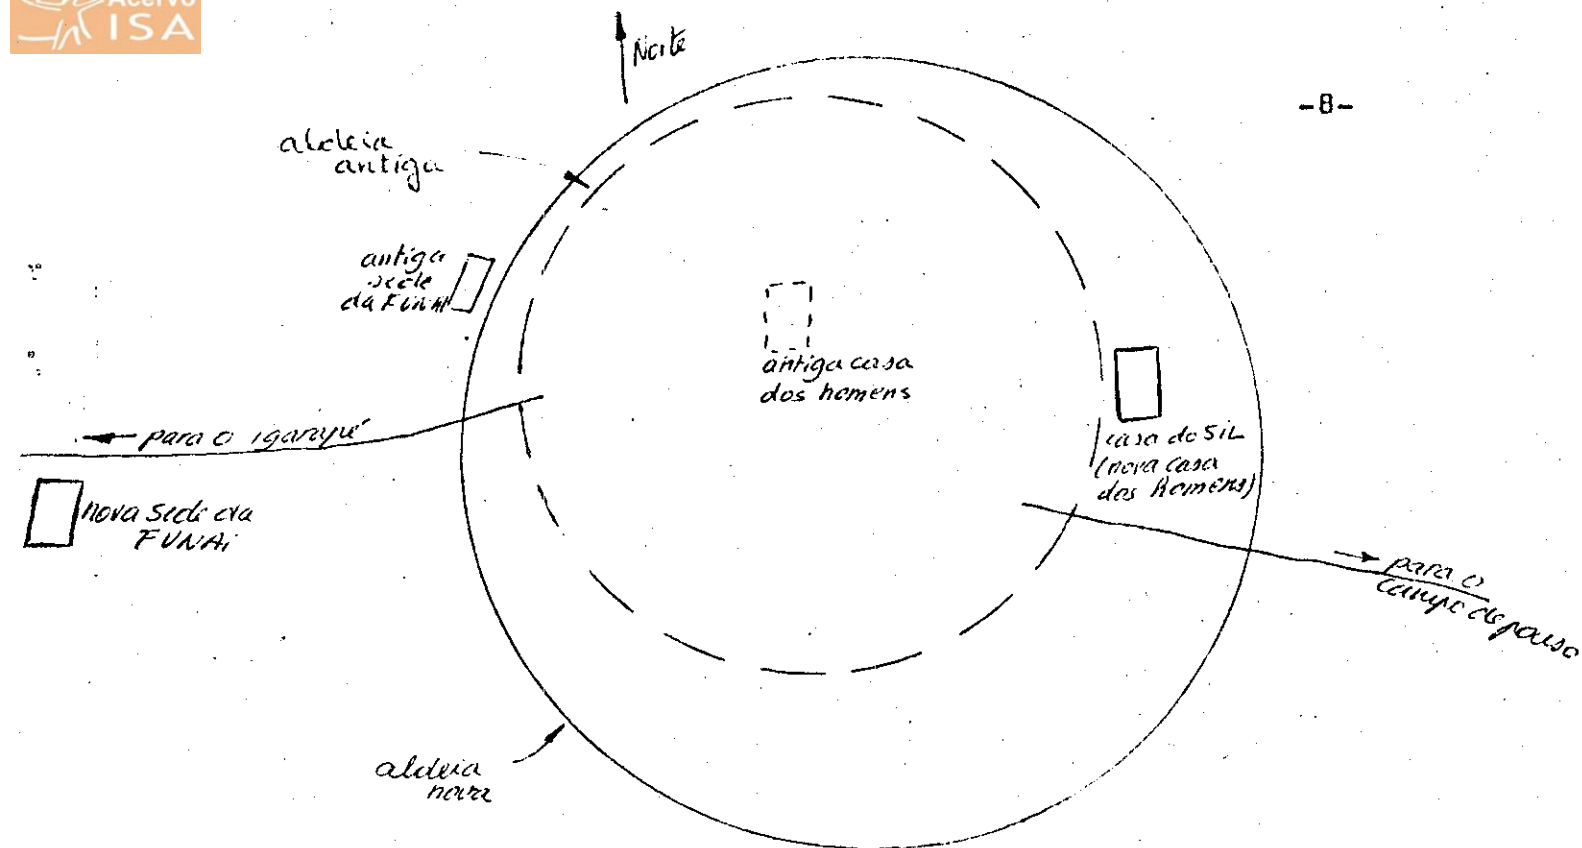 Acervo
ISA
Norte
-8-
aldeia
antiga
antiga
sede
da FUNAI
antiga casa
dos homens
para o igarapé
casa do SIL
(nova casa
dos Homens)
nova Sede da
FUNAi
para o
campo de pouso
aldeia
nova